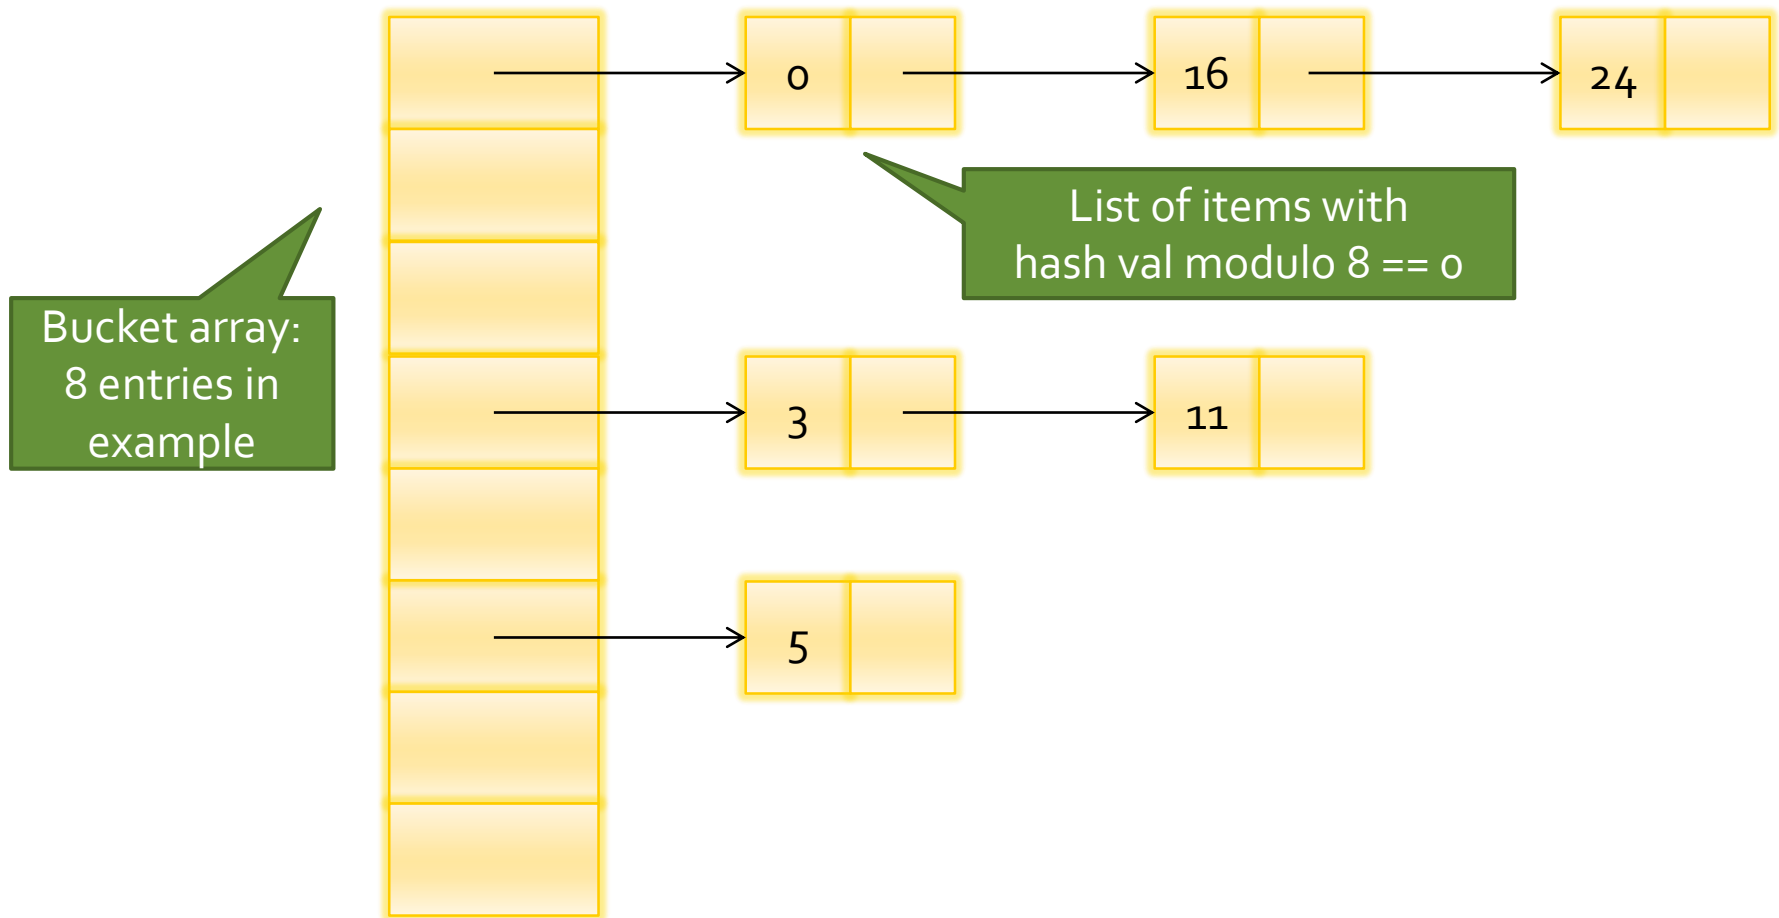 0
16
24
List of items with
hash val modulo 8 == 0
Bucket array:
8 entries in
example
3
11
5